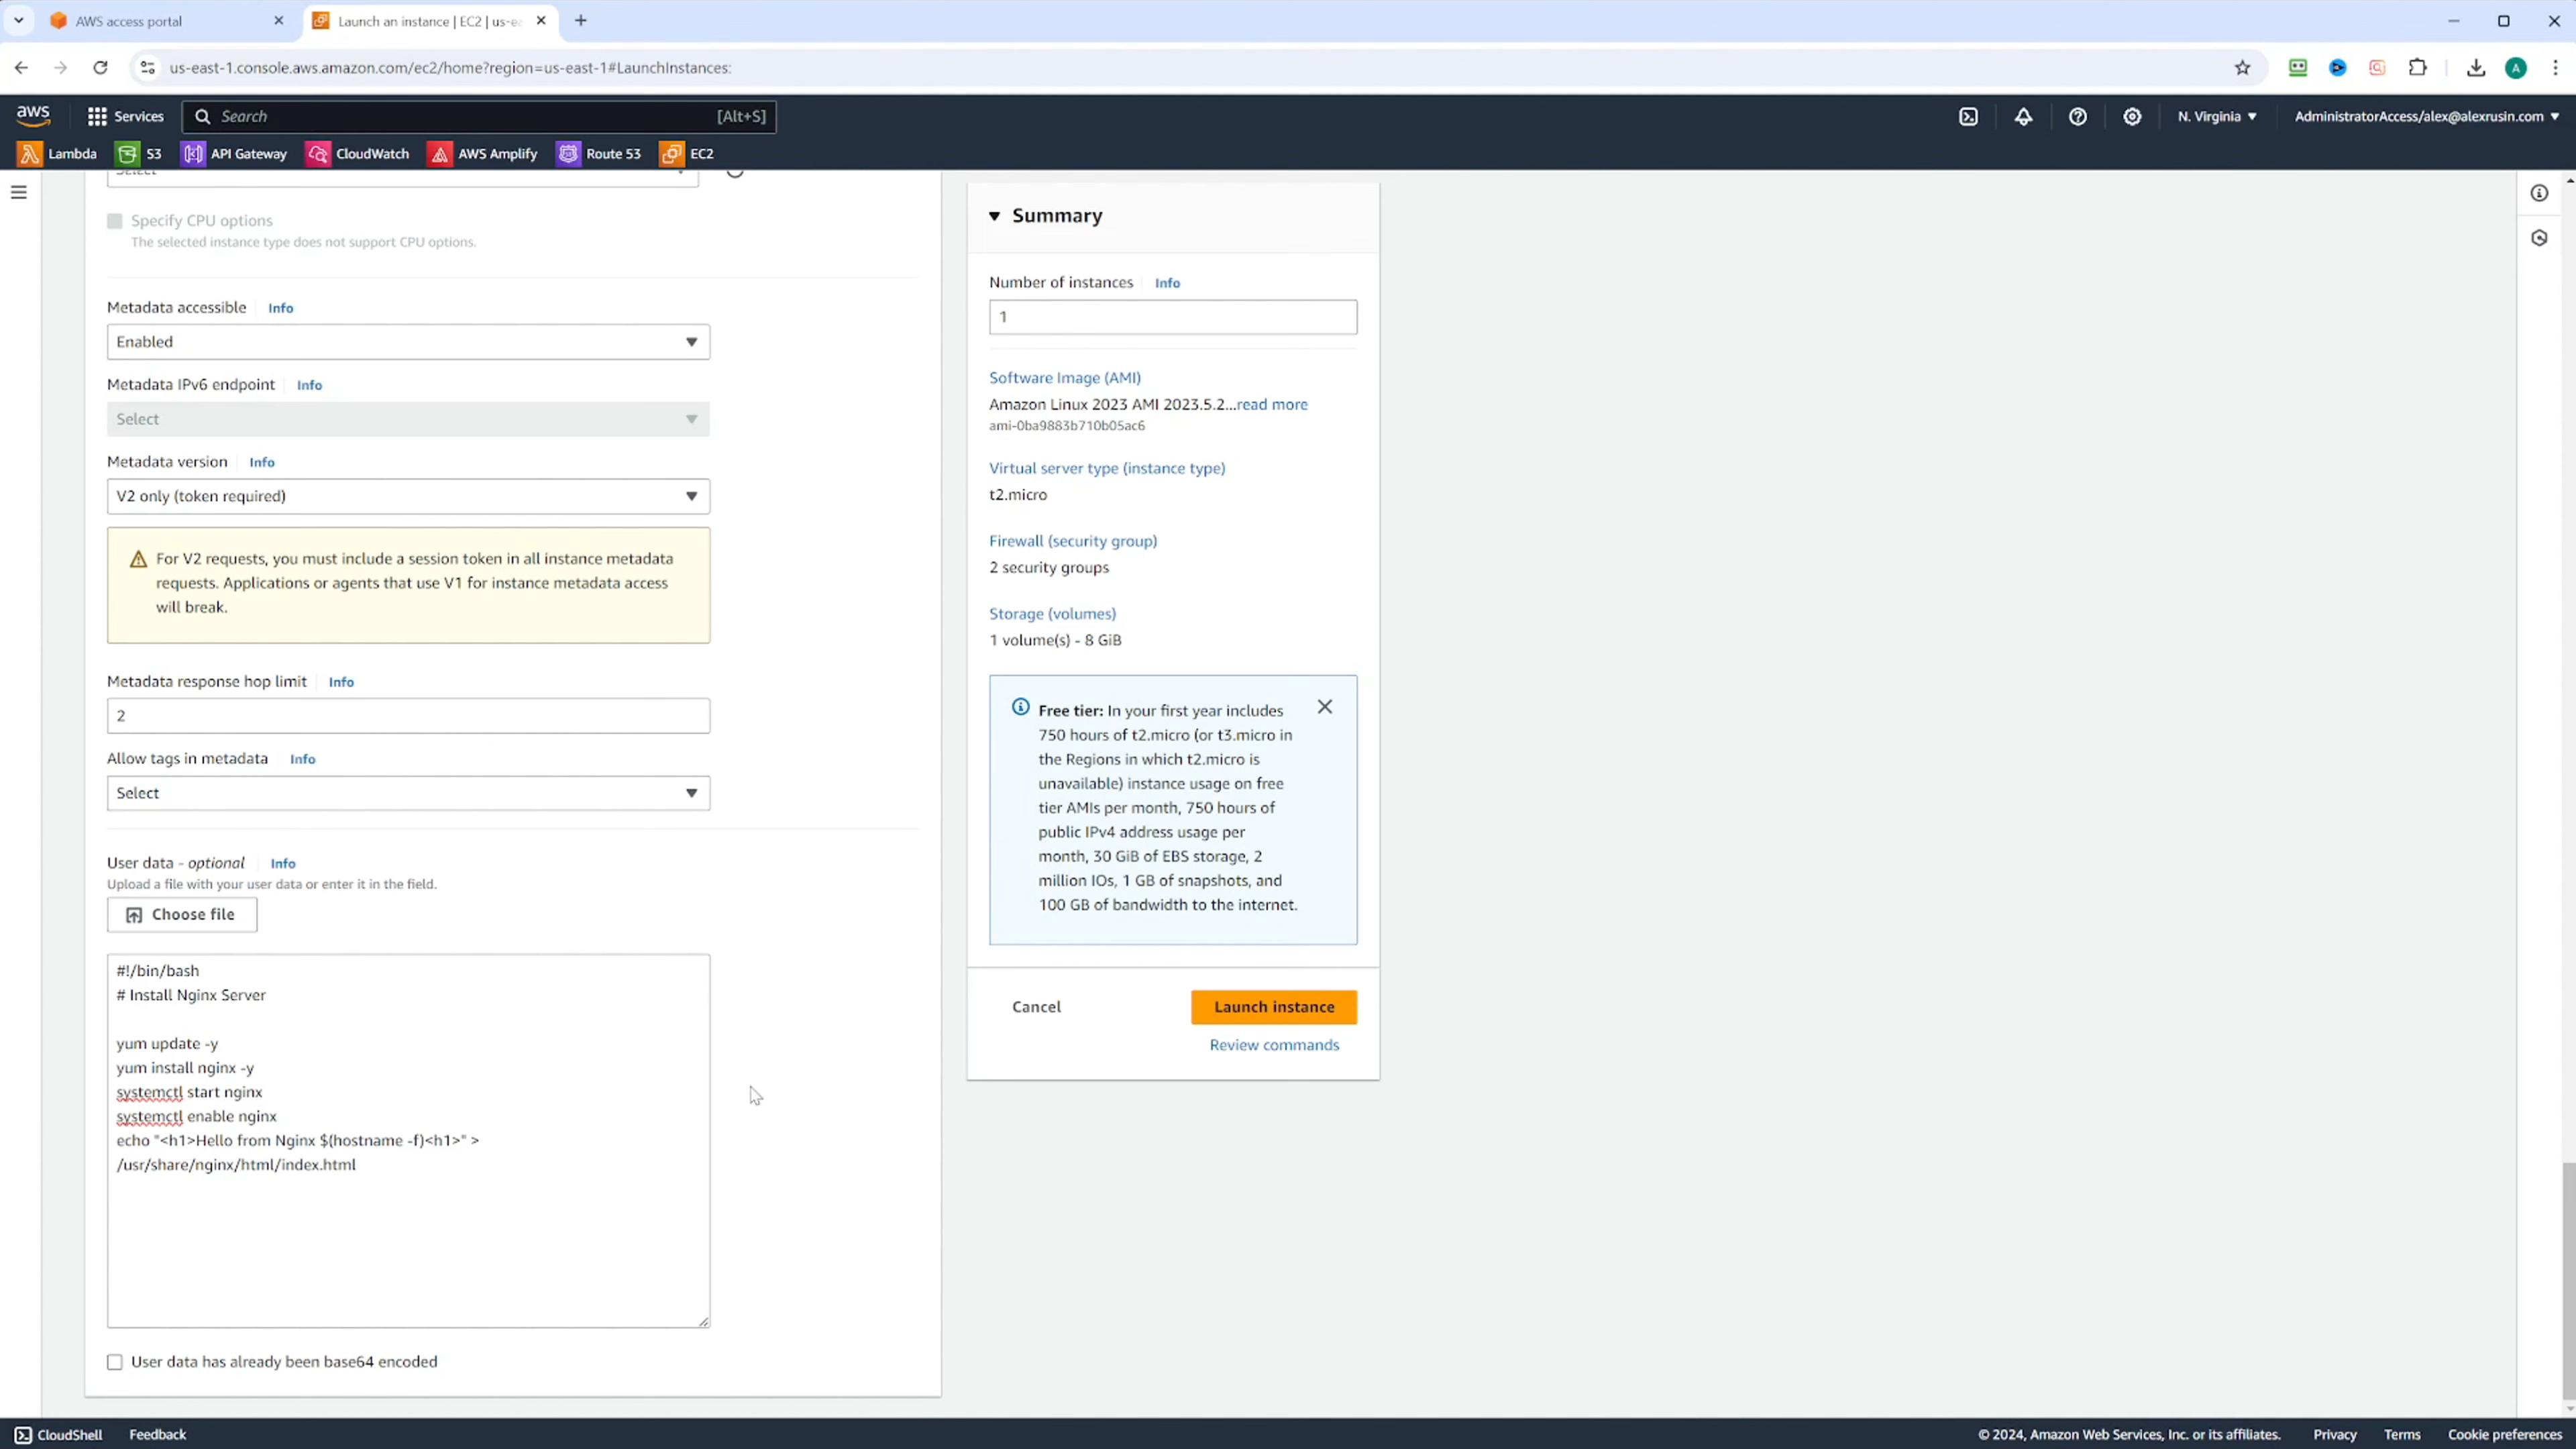 AWS access portal
Launch an instance | EC2 | us-ea
us-east-1.console.aws.amazon.com/ec2/home?region=us-east-1#LaunchInstances:
A
aws
Services
Search
[Alt+S]
N. Virginia
AdministratorAccess/alex@alexrusin.com
Lambda
S3
API Gateway
CloudWatch
AWS Amplify
Route 53
EC2
Select
Specify CPU options
The selected instance type does not support CPU options.
Metadata accessible Info
Enabled
Metadata IPv6 endpoint Info
Select
Metadata version Info
V2 only (token required)
For V2 requests, you must include a session token in all instance metadata
requests. Applications or agents that use V1 for instance metadata access
will break.
Metadata response hop limit Info
2
Allow tags in metadata Info
Select
User data - optional Info
Upload a file with your user data or enter it in the field.
Choose file
#!/bin/bash
# Install Nginx Server
yum update -y
yum install nginx -y
systemctl start nginx
systemctl enable nginx
echo "<h1>Hello from Nginx $(hostname -f)<h1>" >
/usr/share/nginx/html/index.html
User data has already been base64 encoded
Summary
Number of instances Info
1
Software Image (AMI)
Amazon Linux 2023 AMI 2023.5.2...read more
ami-0ba9883b710b05ac6
Virtual server type (instance type)
t2.micro
Firewall (security group)
2 security groups
Storage (volumes)
1 volume(s) - 8 GiB
Free tier: In your first year includes
750 hours of t2.micro (or t3.micro in
the Regions in which t2.micro is
unavailable) instance usage on free
tier AMIs per month, 750 hours of
public IPv4 address usage per
month, 30 GiB of EBS storage, 2
million IOs, 1 GB of snapshots, and
100 GB of bandwidth to the internet.
Cancel
Launch instance
Review commands
CloudShell
Feedback
© 2024, Amazon Web Services, Inc. or its affiliates.
Privacy
Terms
Cookie preferences